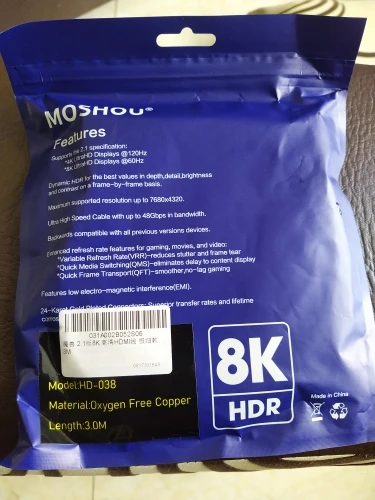 MOSHOU®
Features
Supports the 2.1 specification:
*4K UltraHD Displays @120Hz
*8K UltraHD Displays @60Hz
Dynamic HDR for the best values in depth,detail,brightness
and contrast on a frame-by-frame basis.
Maximum supported resolution up to 7680x4320.
Ultra High Speed Cable with up to 48Gbps in bandwidth.
Backwards compatible with all previous versions devices.
Enhanced refresh rate features for gaming, movies, and video:
*Variable Refresh Rate(VRR)-reduces stutter and frame tear
*Quick Media Switching(QMS)-eliminates delay to content display
*Quick Frame Transport(QFT)-smoother,no-lag gaming
Features low electro-magnetic interference(EMI).
24-Karat Gold Plated Connectors: Superior transfer rates and lifetime
031A002B052S06
2.1 8K HDMI
3M
Model:HD-038
Material:Oxygen Free Copper
Length:3.0M
8K
HDR
Made in China